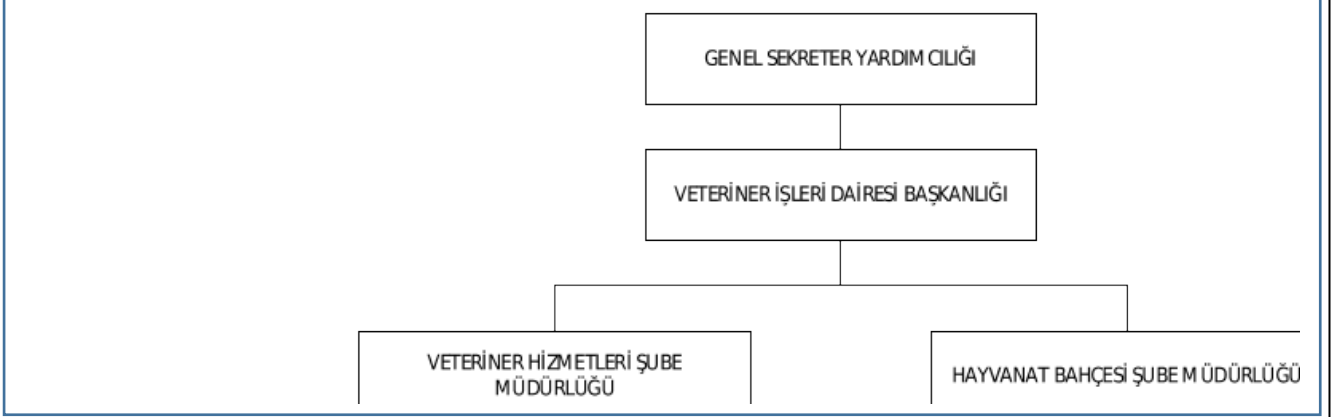 GENEL SEKRETER YARDIMCILIĞI
VETERİNER İŞLERİ DAİRESİ BAŞKANLIĞI
VETERİNER HİZMETLERİ ŞUBE
MÜDÜRLÜĞÜ
HAYVANAT BAHÇESİ ŞUBE MÜDÜRLÜĞÜ